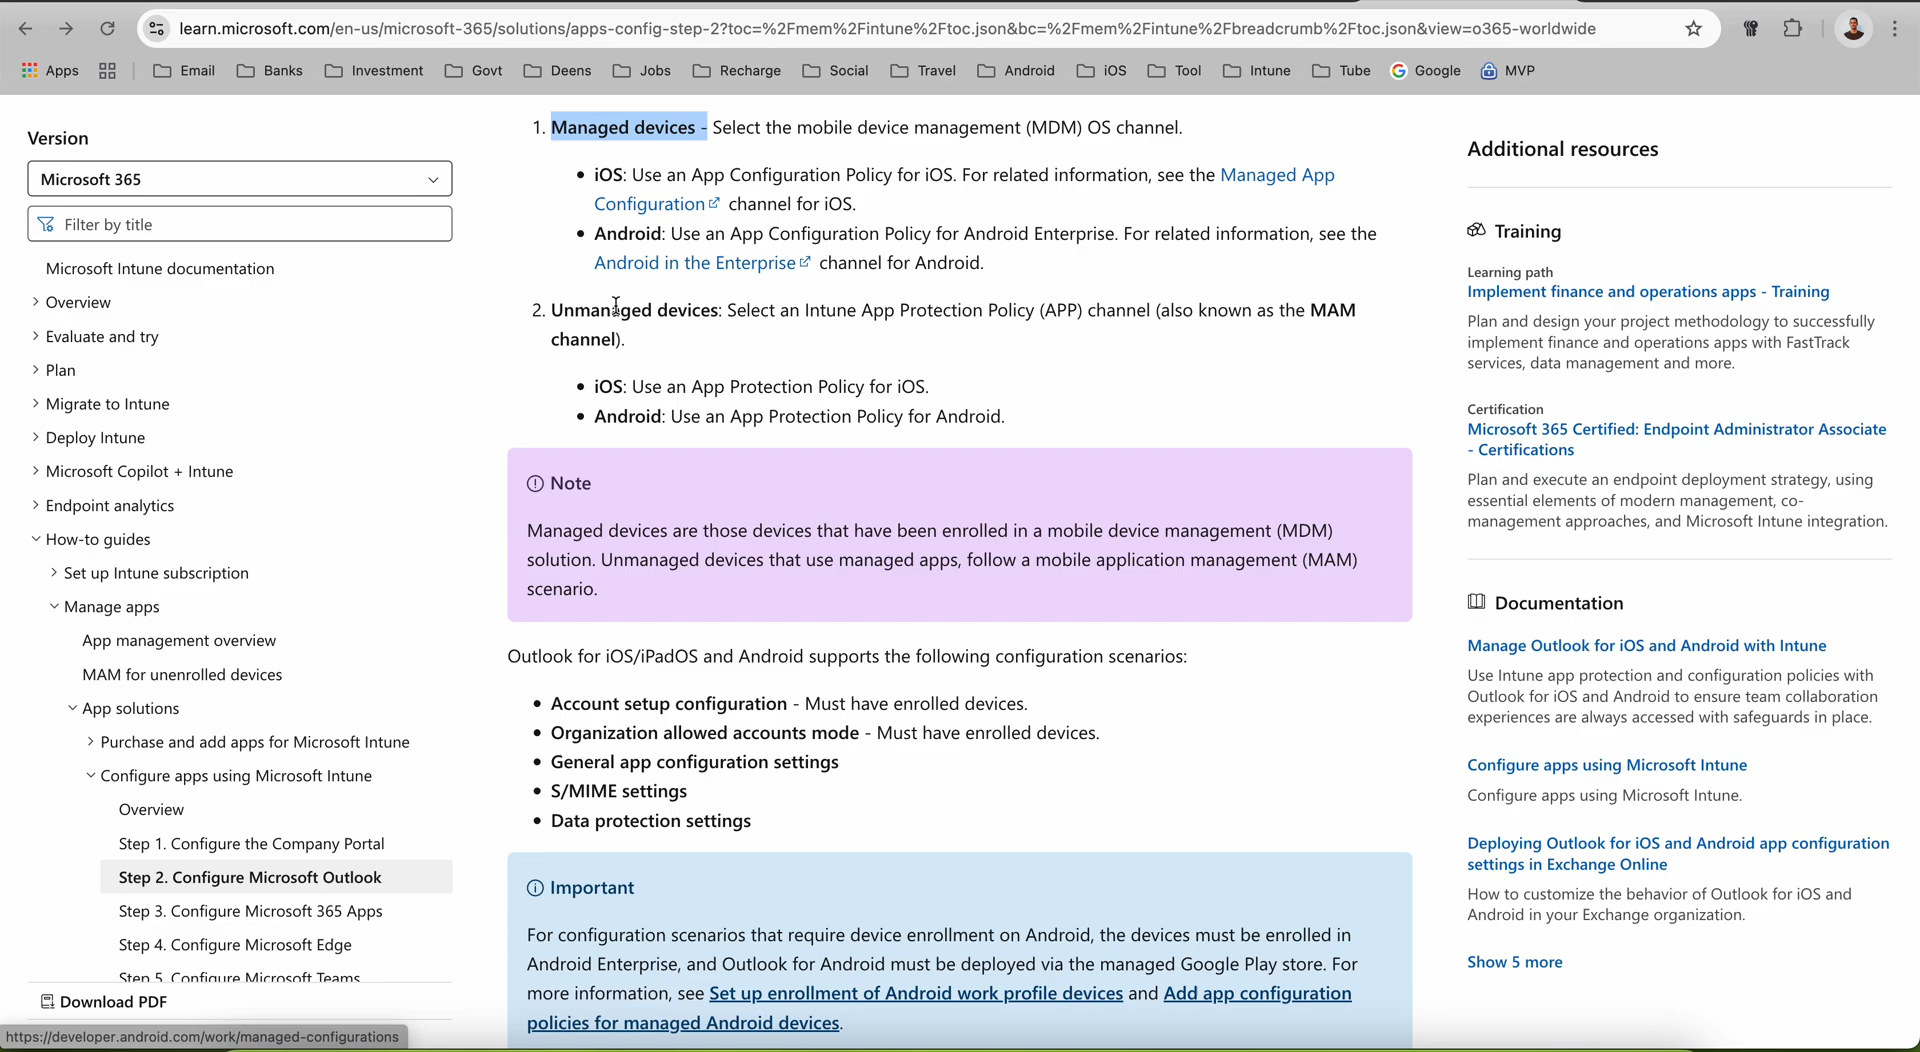 learn.microsoft.com/en-us/microsoft-365/solutions/apps-config-step-2?toc=%2Fmem%2Fintune%2Ftoc.json&bc=%2Fmem%2Fintune%2Fbreadcrumb%2Ftoc.json&view=o365-worldwide
Apps Email Banks Investment Govt Deens Jobs Recharge Social Travel Android iOS Tool Intune Tube Google MVP
Version
Microsoft 365
Filter by title
Microsoft Intune documentation
Overview
Evaluate and try
Plan
Migrate to Intune
Deploy Intune
Microsoft Copilot + Intune
Endpoint analytics
How-to guides
Set up Intune subscription
Manage apps
App management overview
MAM for unenrolled devices
App solutions
Purchase and add apps for Microsoft Intune
Configure apps using Microsoft Intune
Overview
Step 1. Configure the Company Portal
Step 2. Configure Microsoft Outlook
Step 3. Configure Microsoft 365 Apps
Step 4. Configure Microsoft Edge
Step 5. Configure Microsoft Teams
Download PDF
https://developer.android.com/work/managed-configurations
1. Managed devices - Select the mobile device management (MDM) OS channel.
• iOS: Use an App Configuration Policy for iOS. For related information, see the Managed App
Configuration channel for iOS.
• Android: Use an App Configuration Policy for Android Enterprise. For related information, see the
Android in the Enterprise channel for Android.
2. Unmanaged devices: Select an Intune App Protection Policy (APP) channel (also known as the MAM
channel).
• iOS: Use an App Protection Policy for iOS.
• Android: Use an App Protection Policy for Android.
Note
Managed devices are those devices that have been enrolled in a mobile device management (MDM)
solution. Unmanaged devices that use managed apps, follow a mobile application management (MAM)
scenario.
Outlook for iOS/iPadOS and Android supports the following configuration scenarios:
• Account setup configuration - Must have enrolled devices.
• Organization allowed accounts mode - Must have enrolled devices.
• General app configuration settings
• S/MIME settings
• Data protection settings
Important
For configuration scenarios that require device enrollment on Android, the devices must be enrolled in
Android Enterprise, and Outlook for Android must be deployed via the managed Google Play store. For
more information, see Set up enrollment of Android work profile devices and Add app configuration
policies for managed Android devices.
Additional resources
Training
Learning path
Implement finance and operations apps - Training
Plan and design your project methodology to successfully
implement finance and operations apps with FastTrack
services, data management and more.
Certification
Microsoft 365 Certified: Endpoint Administrator Associate
- Certifications
Plan and execute an endpoint deployment strategy, using
essential elements of modern management, co-
management approaches, and Microsoft Intune integration.
Documentation
Manage Outlook for iOS and Android with Intune
Use Intune app protection and configuration policies with
Outlook for iOS and Android to ensure team collaboration
experiences are always accessed with safeguards in place.
Configure apps using Microsoft Intune
Configure apps using Microsoft Intune.
Deploying Outlook for iOS and Android app configuration
settings in Exchange Online
How to customize the behavior of Outlook for iOS and
Android in your Exchange organization.
Show 5 more